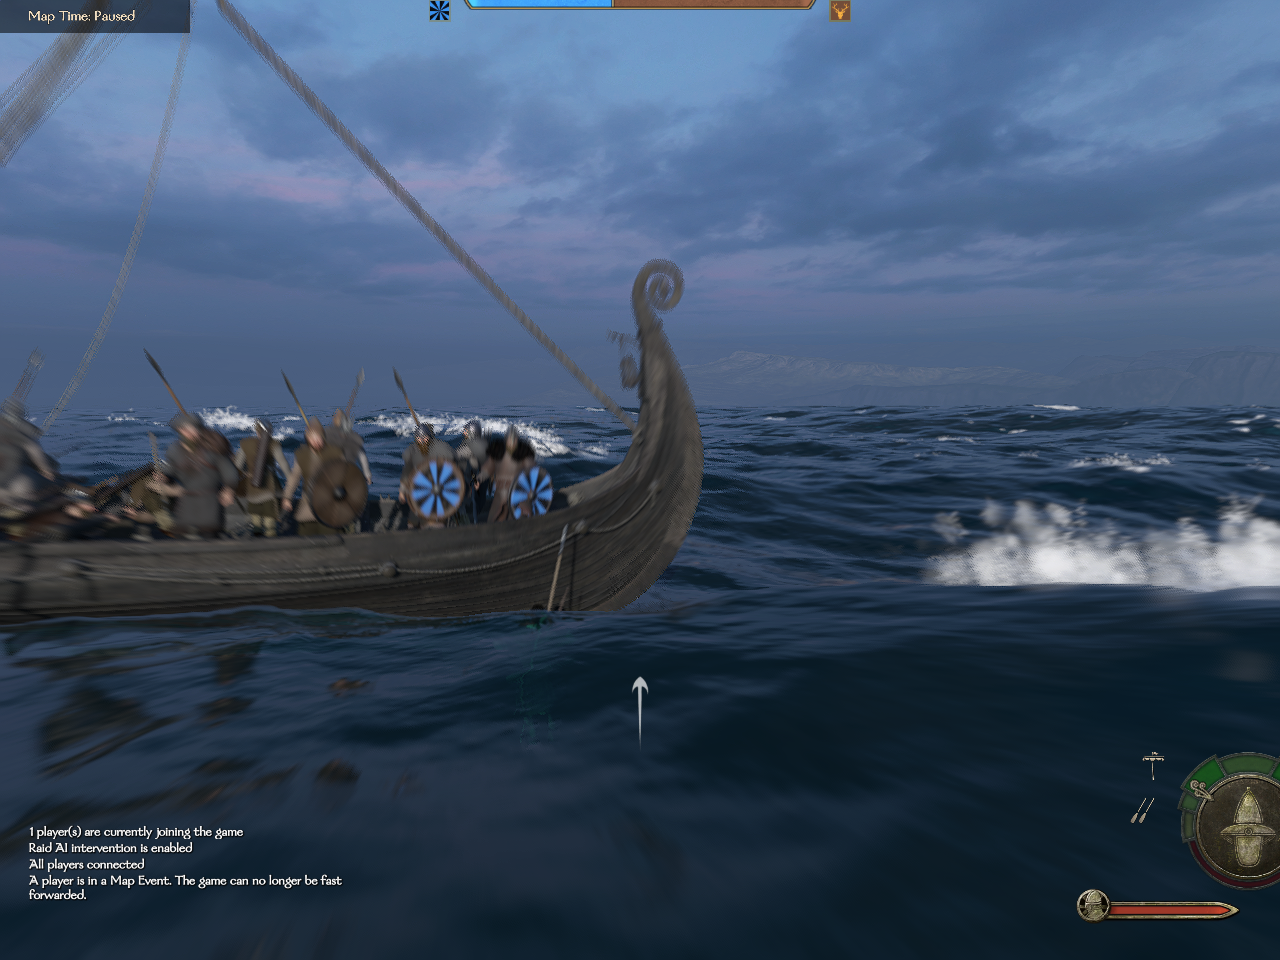 Map Time: Paused
1 player(s) are currently joining the game
Raid AI intervention is enabled
All players connected
A player is in a Map Event. The game can no longer be fast
forwarded.